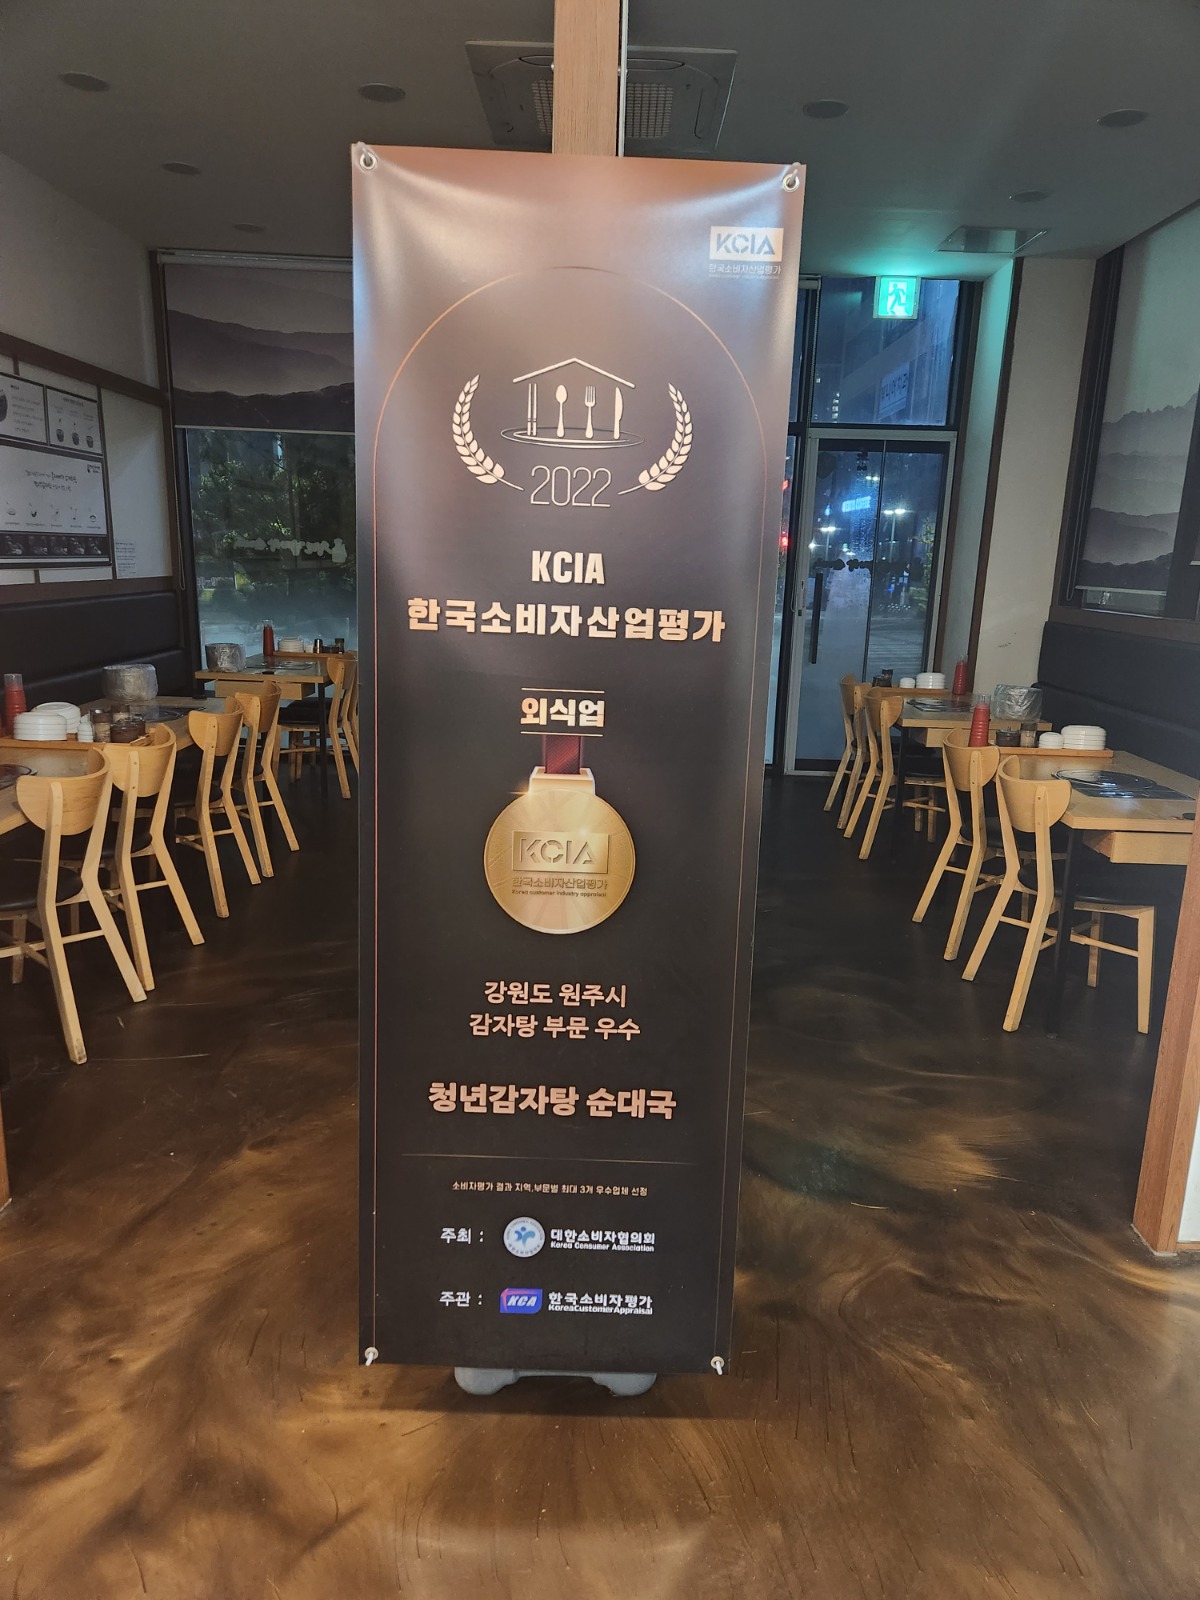 KCIA
한국소비자산업평가
2022
KCIA
한국소비자산업평가
외식업
KCIA
한국소비자산업평가
Korea customer industry appraisal
강원도 원주시
감자탕 부문 우수
청년감자탕 순대국
소비자평가 결과 지역,부문별 최대 3개 우수업체 선정
주최 : 대한소비자협의회
Korea Consumer Association
주관 : KCA 한국소비자평가
KoreaCustomerAppraisal